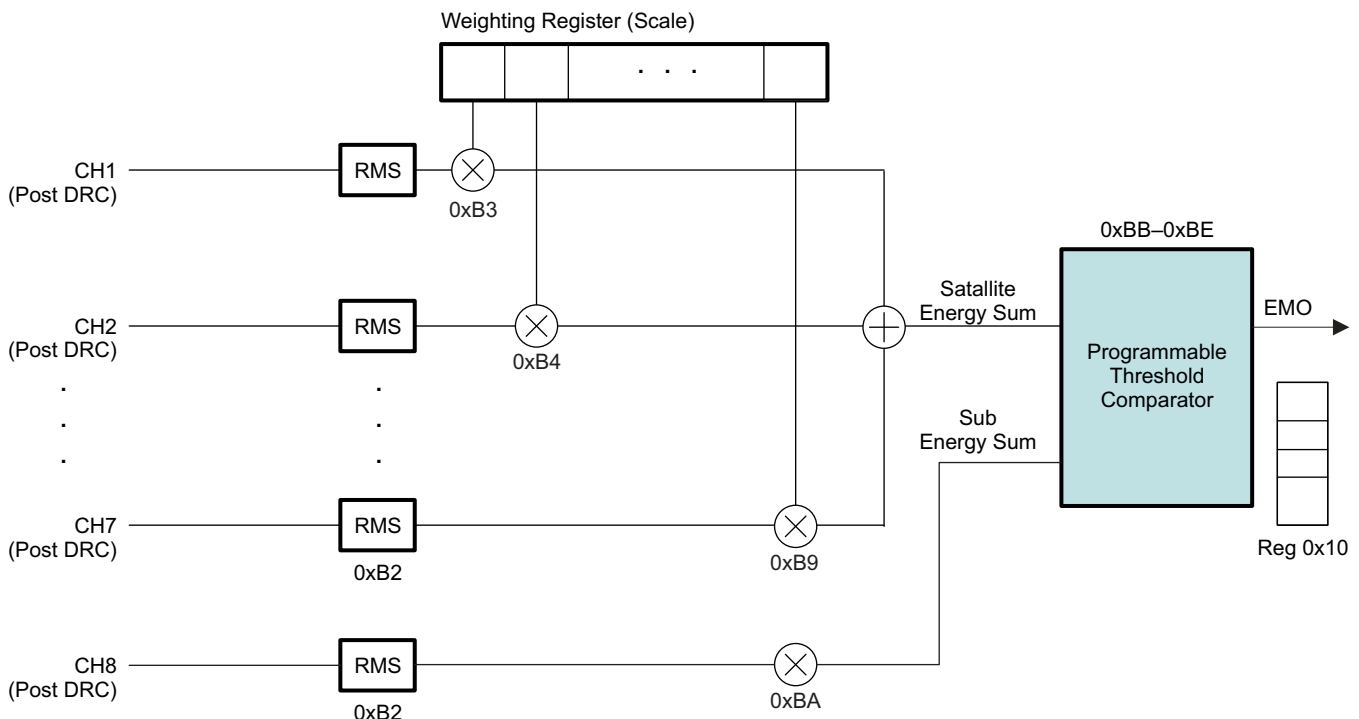 Weighting Register (Scale)
. . .
CH1
(Post DRC)
RMS
0xB3
CH2
(Post DRC)
RMS
0xB4
.
.
.
.
.
.
CH7
(Post DRC)
RMS
0xB2
0xB9
CH8
(Post DRC)
RMS
0xB2
0xBA
Satallite
Energy Sum
Sub
Energy Sum
0xBB–0xBE
Programmable
Threshold
Comparator
EMO
Reg 0x10